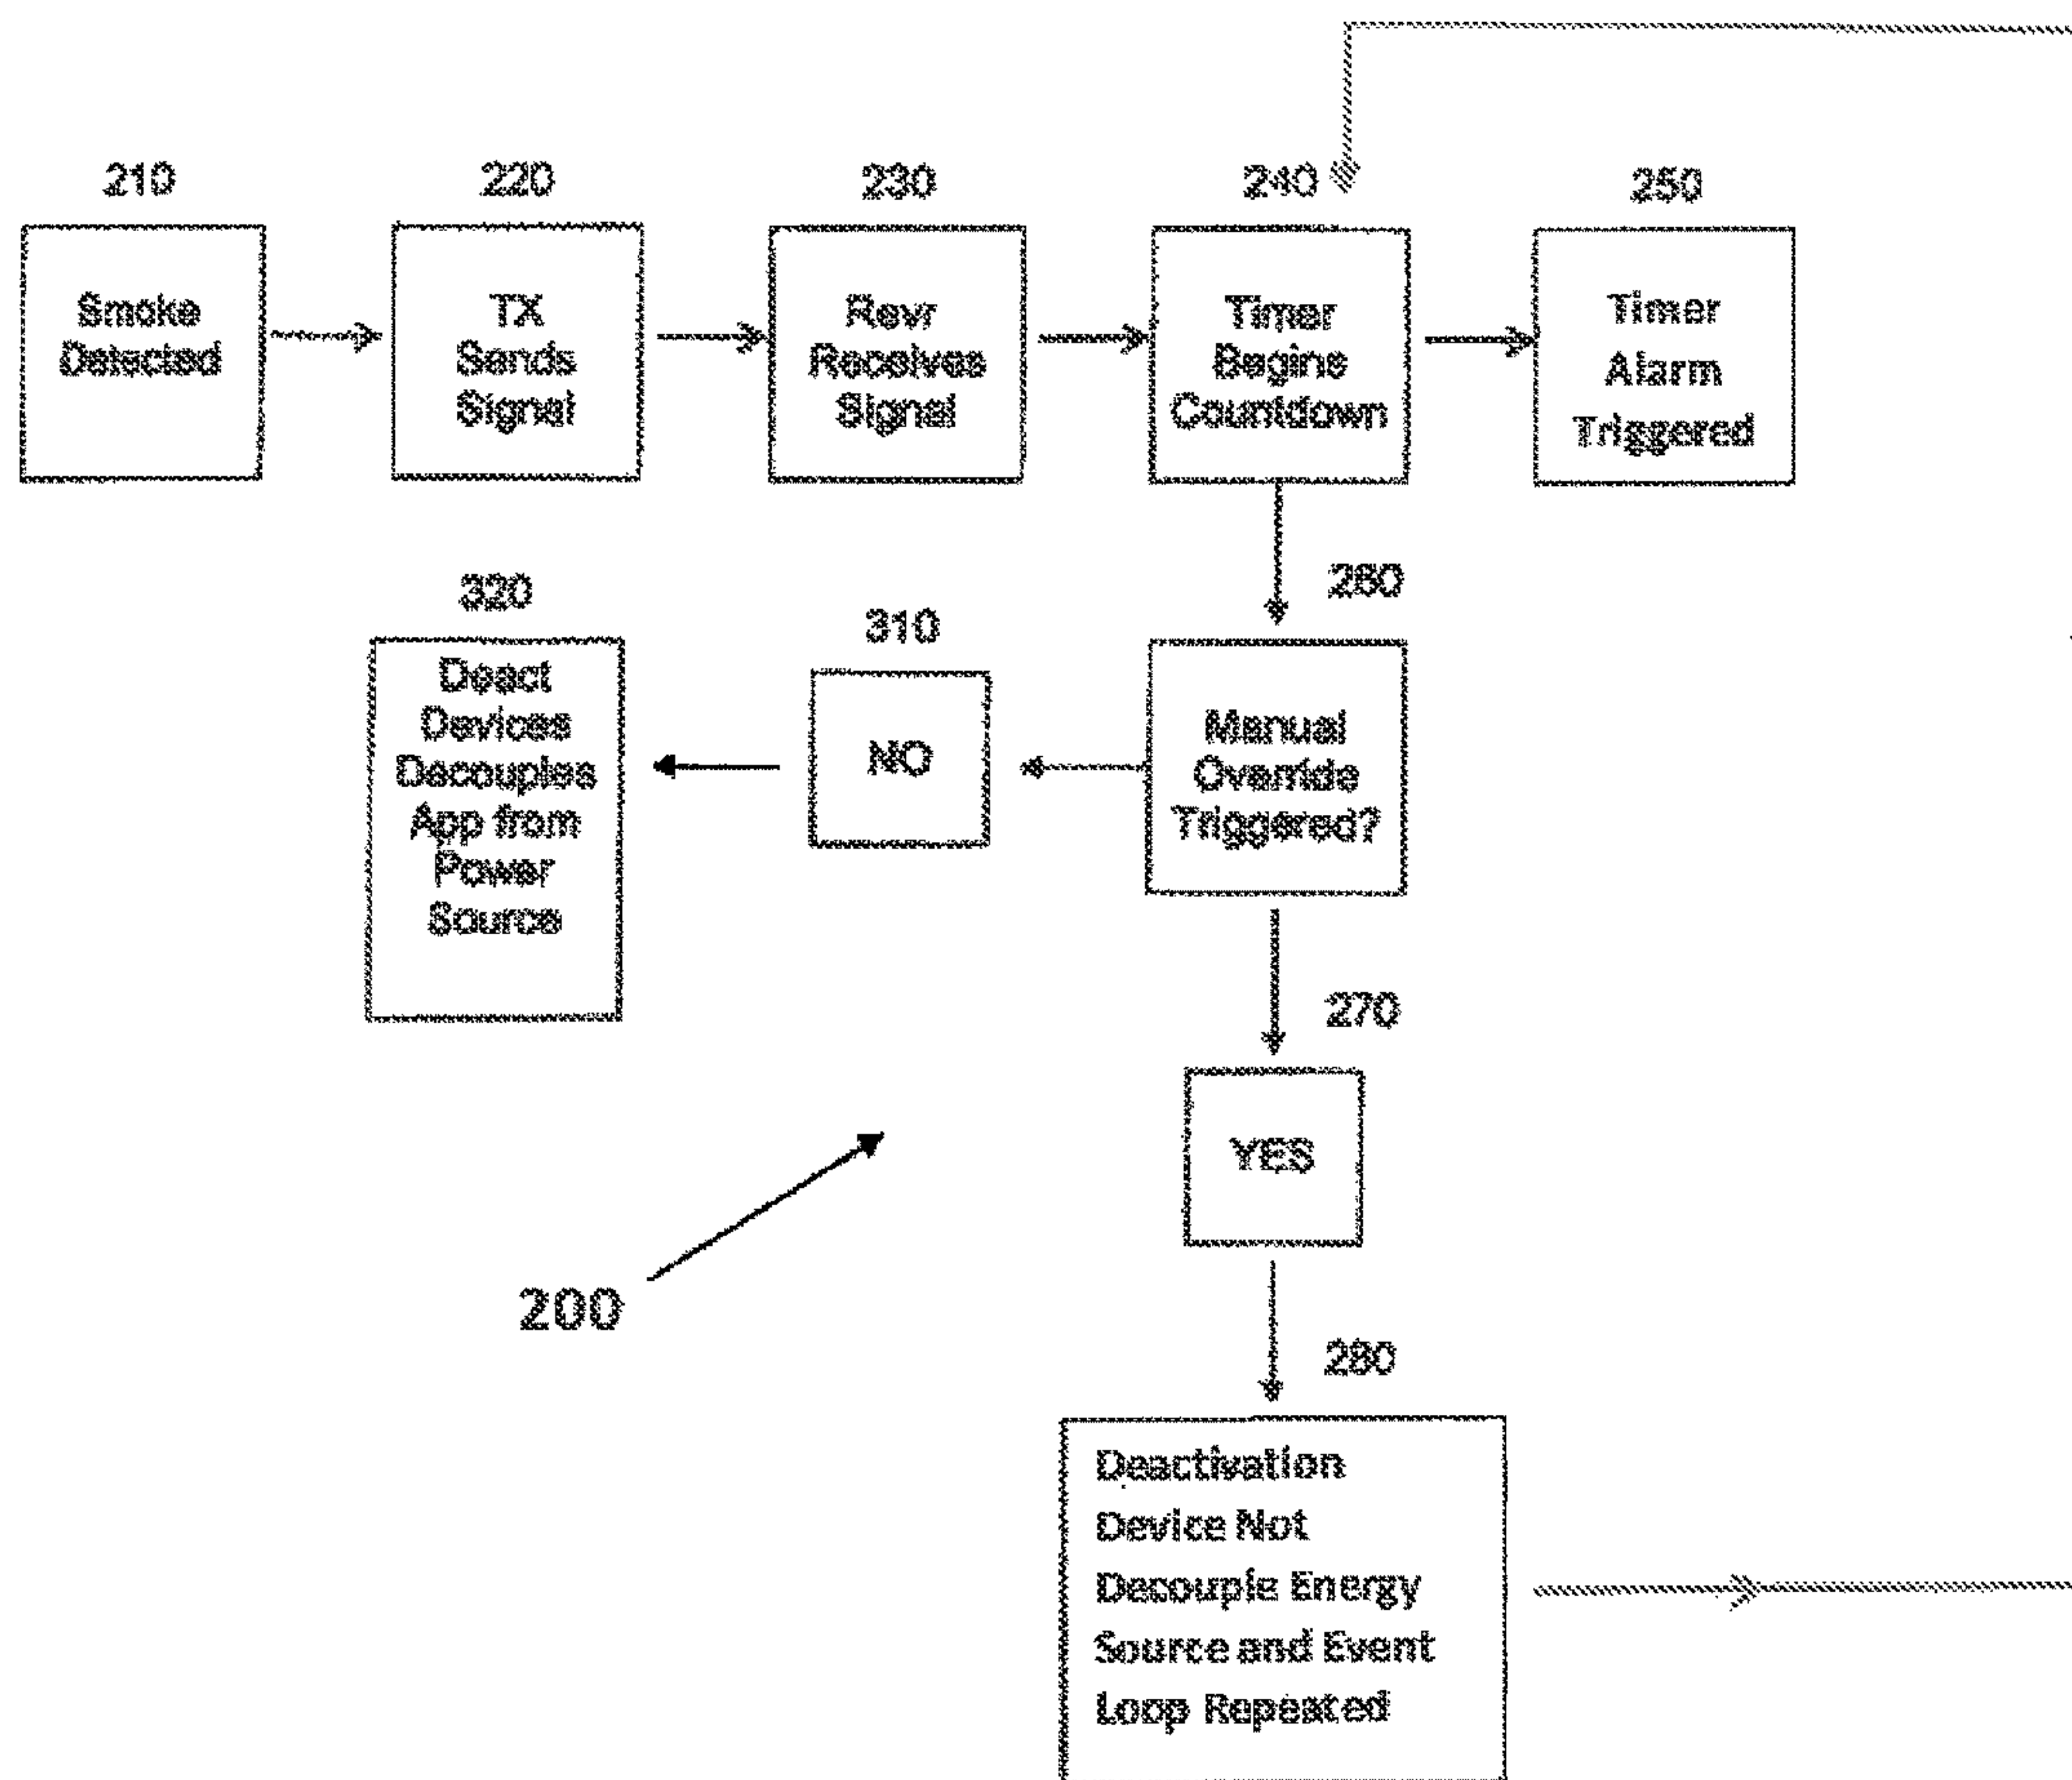 210
220
230
240
250
Smoke
Detected
TX
Sends
Signal
Rcvr
Receives
Signal
Timer
Begins
Countdown
Timer
Alarm
Triggered
320
310
260
Deact
Devices
Decouples
App from
Power
Source
NO
Manual
Override
Triggered?
270
YES
200
280
Deactivation
Device Not
Decouple Energy
Source and Event
Loop Repeated